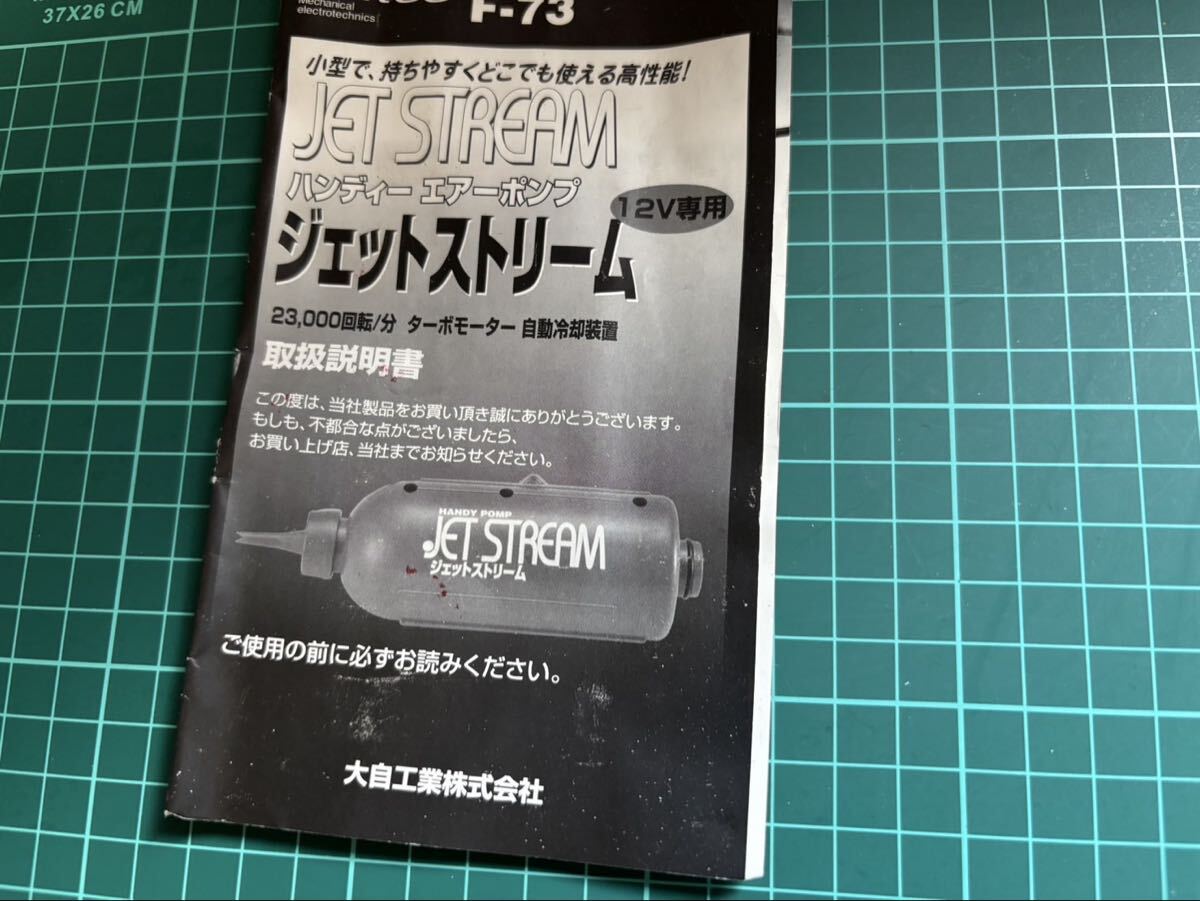 37X26 CM
Mechanical
electrotechnics
F-73
小型で、持ちやすくどこでも使える高性能!
JET STREAM
ハンディー エアーポンプ
12V専用
ジェットストリーム
23,000回転/分 ターボモーター 自動冷却装置
取扱説明書
この度は、当社製品をお買い頂き誠にありがとうございます。
もしも、不都合な点がございましたら、
お買い上げ店、当社までお知らせください。
HANDY POMP
JET STREAM
ジェットストリーム
ご使用の前に必ずお読みください。
大自工業株式会社